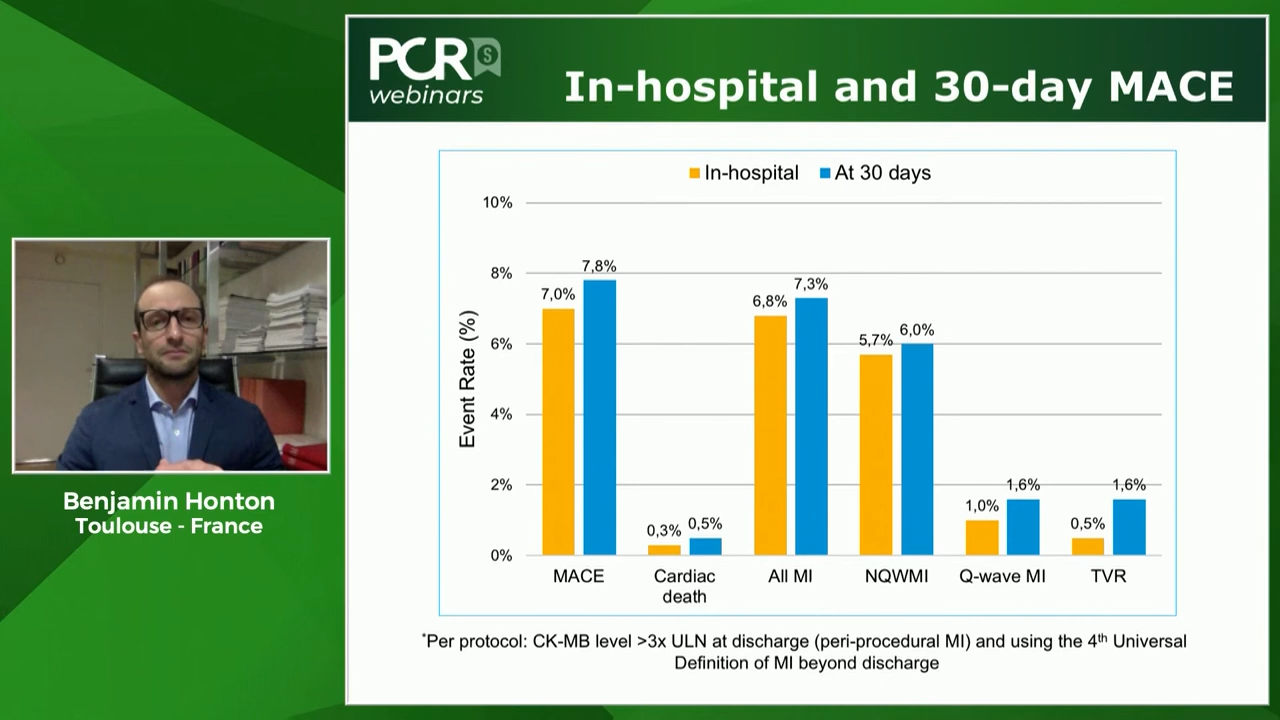 PCR
webinars
In-hospital and 30-day MACE
In-hospital At 30 days
Event Rate (%)
10%
8%
6%
4%
2%
0%
7,0% 7,8%
0,3% 0,5%
6,8% 7,3%
5,7% 6,0%
1,0% 1,6%
0,5% 1,6%
MACE Cardiac death All MI NQWMI Q-wave MI TVR
*Per protocol: CK-MB level >3x ULN at discharge (peri-procedural MI) and using the 4th Universal
Definition of MI beyond discharge
Benjamin Honton
Toulouse - France